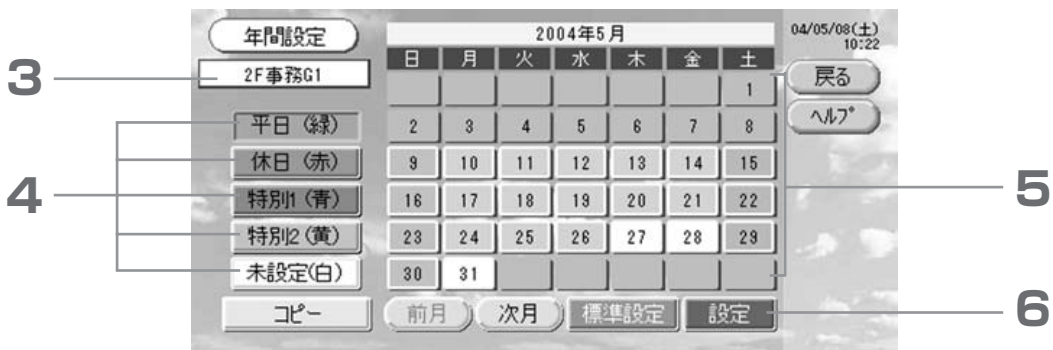 年間設定
2004年5月
04/05/08(土)
10:22
3
2F事務G1
日 月 火 水 木 金 土
戻る
1
ヘルプ
平日 (緑)
2 3 4 5 6 7 8
休日 (赤)
9 10 11 12 13 14 15
4
特別1 (青)
16 17 18 19 20 21 22
5
特別2 (黄)
23 24 25 26 27 28 29
未設定(白)
30 31
コピー
前月
次月
標準設定
設定
6